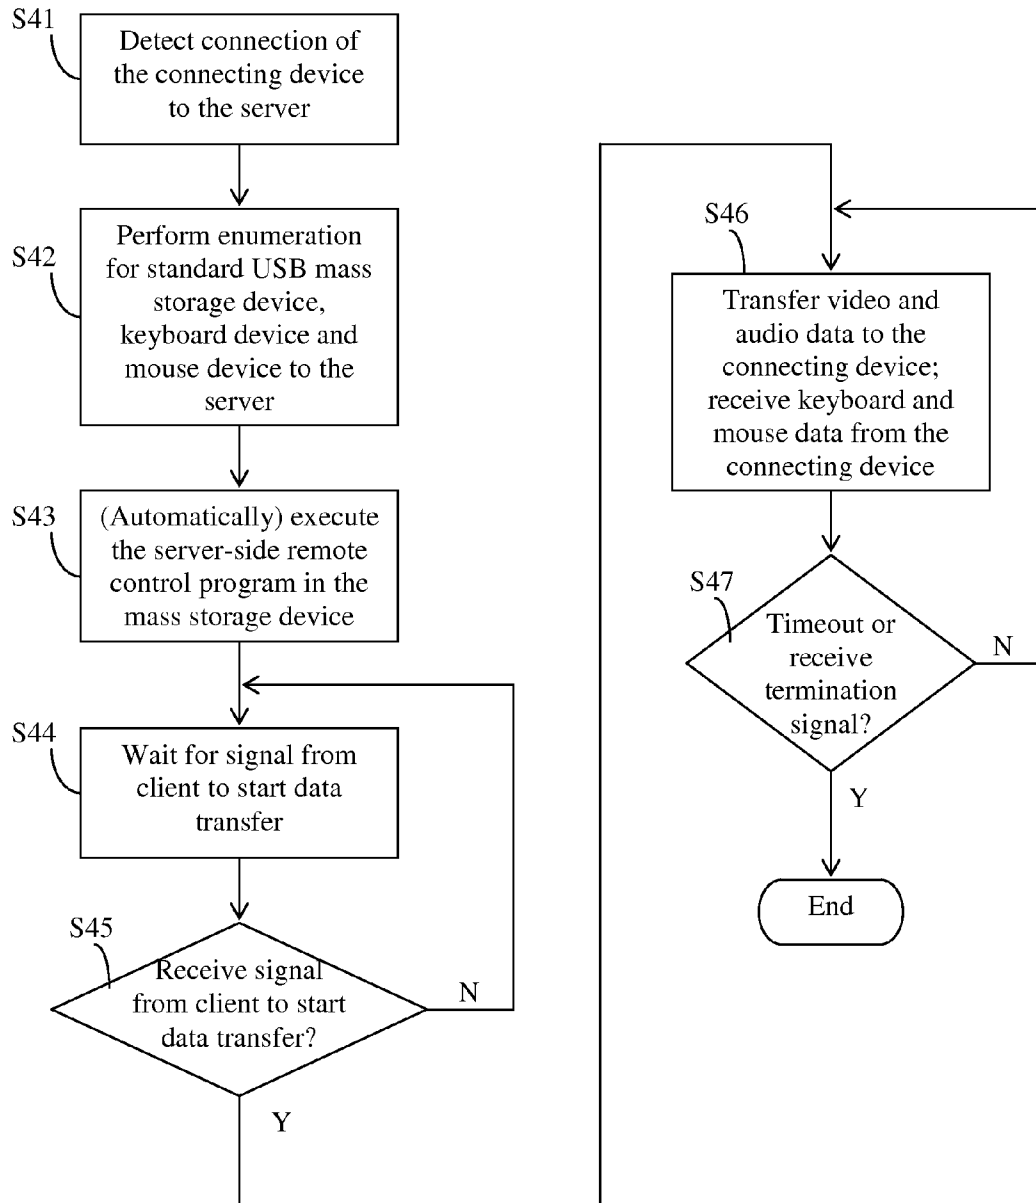 S41
Detect connection of
the connecting device
to the server
S42
Perform enumeration
for standard USB mass
storage device,
keyboard device and
mouse device to the
server
S43
(Automatically) execute
the server-side remote
control program in the
mass storage device
S44
Wait for signal from
client to start data
transfer
S45
Receive signal
from client to start
data transfer?
N
Y
S46
Transfer video and
audio data to the
connecting device;
receive keyboard and
mouse data from the
connecting device
S47
Timeout or
receive
termination
signal?
N
Y
End